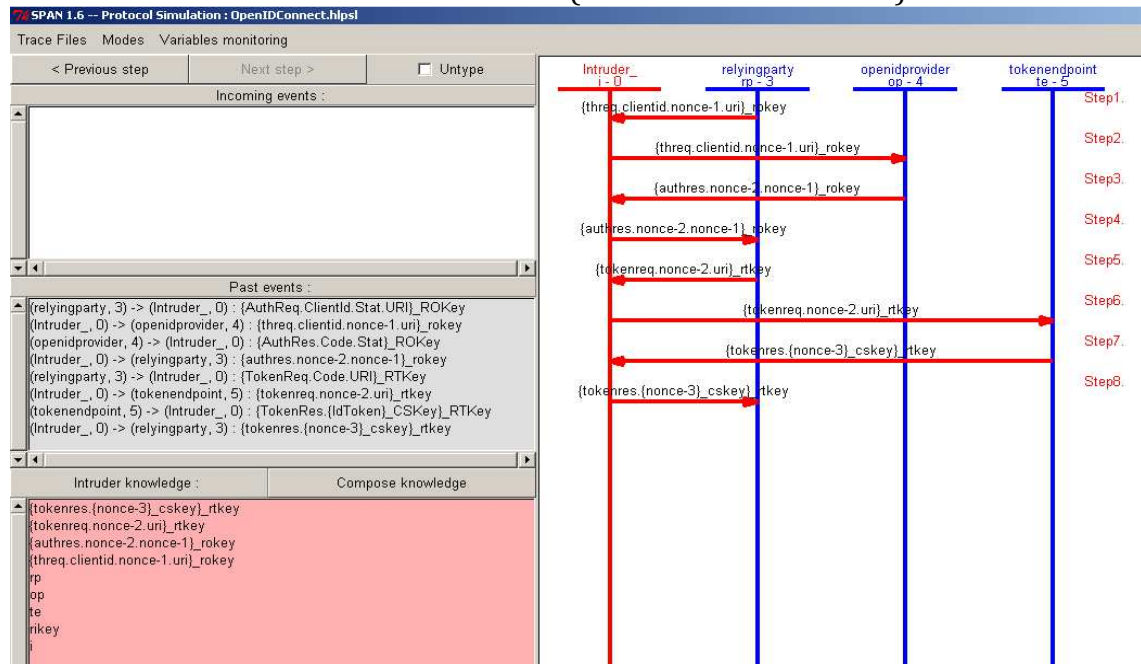 SPAN 1.6 -- Protocol Simulation : OpenIDConnect.hlpsl
Trace Files Modes Variables monitoring
< Previous step Next step > Untype
Incoming events :
Past events :
(relyingparty, 3) -> (Intruder_, 0) : {AuthReq.ClientId.Stat.URI}_ROKey
(Intruder_, 0) -> (openidprovider, 4) : {threq.clientid.nonce-1.uri}_rokey
(openidprovider, 4) -> (Intruder_, 0) : {AuthRes.Code.Stat}_ROKey
(Intruder_, 0) -> (relyingparty, 3) : {authres.nonce-2.nonce-1}_rokey
(relyingparty, 3) -> (Intruder_, 0) : {TokenReq.Code.URI}_RTKey
(Intruder_, 0) -> (tokenendpoint, 5) : {tokenreq.nonce-2.uri}_rtkey
(tokenendpoint, 5) -> (Intruder_, 0) : {TokenRes.{IdToken}_CSKey}_RTKey
(Intruder_, 0) -> (relyingparty, 3) : {tokenres.{nonce-3}_cskey}_rtkey
Intruder knowledge : Compose knowledge
{tokenres.{nonce-3}_cskey}_rtkey
{tokenreq.nonce-2.uri}_rtkey
{authres.nonce-2.nonce-1}_rokey
{threq.clientid.nonce-1.uri}_rokey
rp
op
te
rikey
i
Intruder_ relyingparty openidprovider tokenendpoint
i - 0 rp - 3 op - 4 te - 5
Step1.
{threq.clientid.nonce-1.uri}_rokey
Step2.
{threq.clientid.nonce-1.uri}_rokey
Step3.
{authres.nonce-2.nonce-1}_rokey
Step4.
{authres.nonce-2.nonce-1}_rokey
Step5.
{tokenreq.nonce-2.uri}_rtkey
Step6.
{tokenreq.nonce-2.uri}_rtkey
Step7.
{tokenres.{nonce-3}_cskey}_rtkey
Step8.
{tokenres.{nonce-3}_cskey}_rtkey